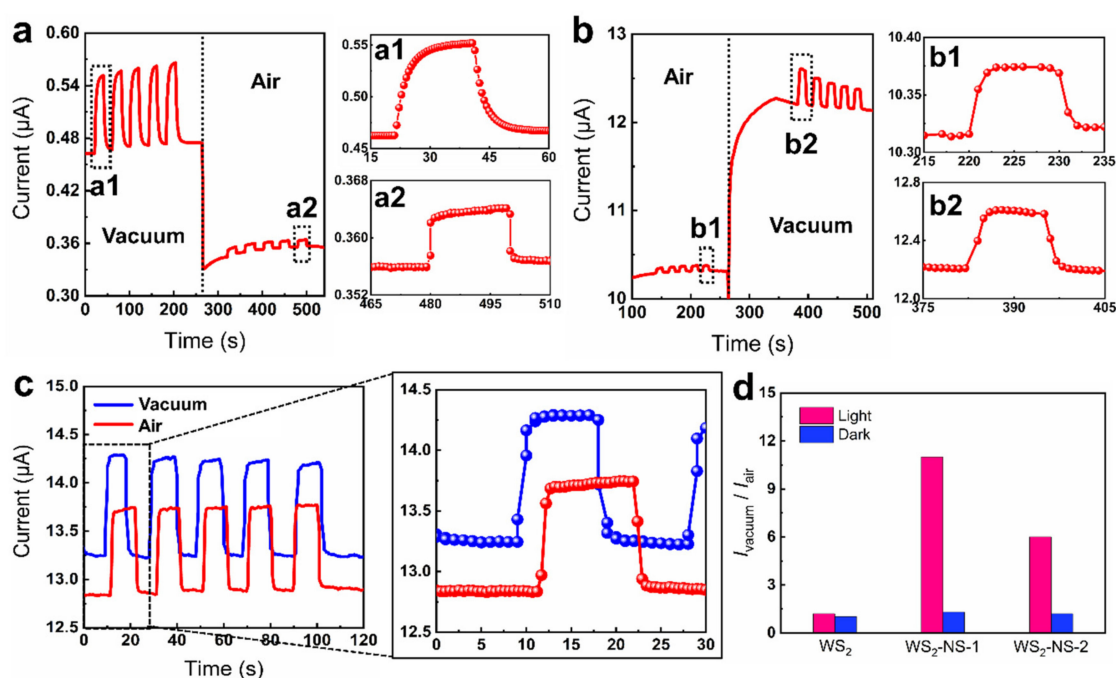 a
Current (μA)
0.60
0.54
0.48
0.42
0.36
0.30
a1
Vacuum
Air
a2
0 100 200 300 400 500
Time (s)
a1
0.55
0.50
0.45
15 30 45 60
a2
0.368
0.360
0.352
465 480 495 510
b
Current (μA)
13
12
11
10
Air
b1
b2
Vacuum
100 200 300 400 500
Time (s)
b1
10.40
10.35
10.30
215 220 225 230 235
b2
12.8
12.4
12.0
375 390 405
c
Current (μA)
15.0
14.5
14.0
13.5
13.0
12.5
Vacuum
Air
0 20 40 60 80 100 120
Time (s)
14.5
14.0
13.5
13.0
12.5
0 5 10 15 20 25 30
d
Ivacuum / Iair
15
12
9
6
3
0
Light
Dark
WS2 WS2-NS-1 WS2-NS-2